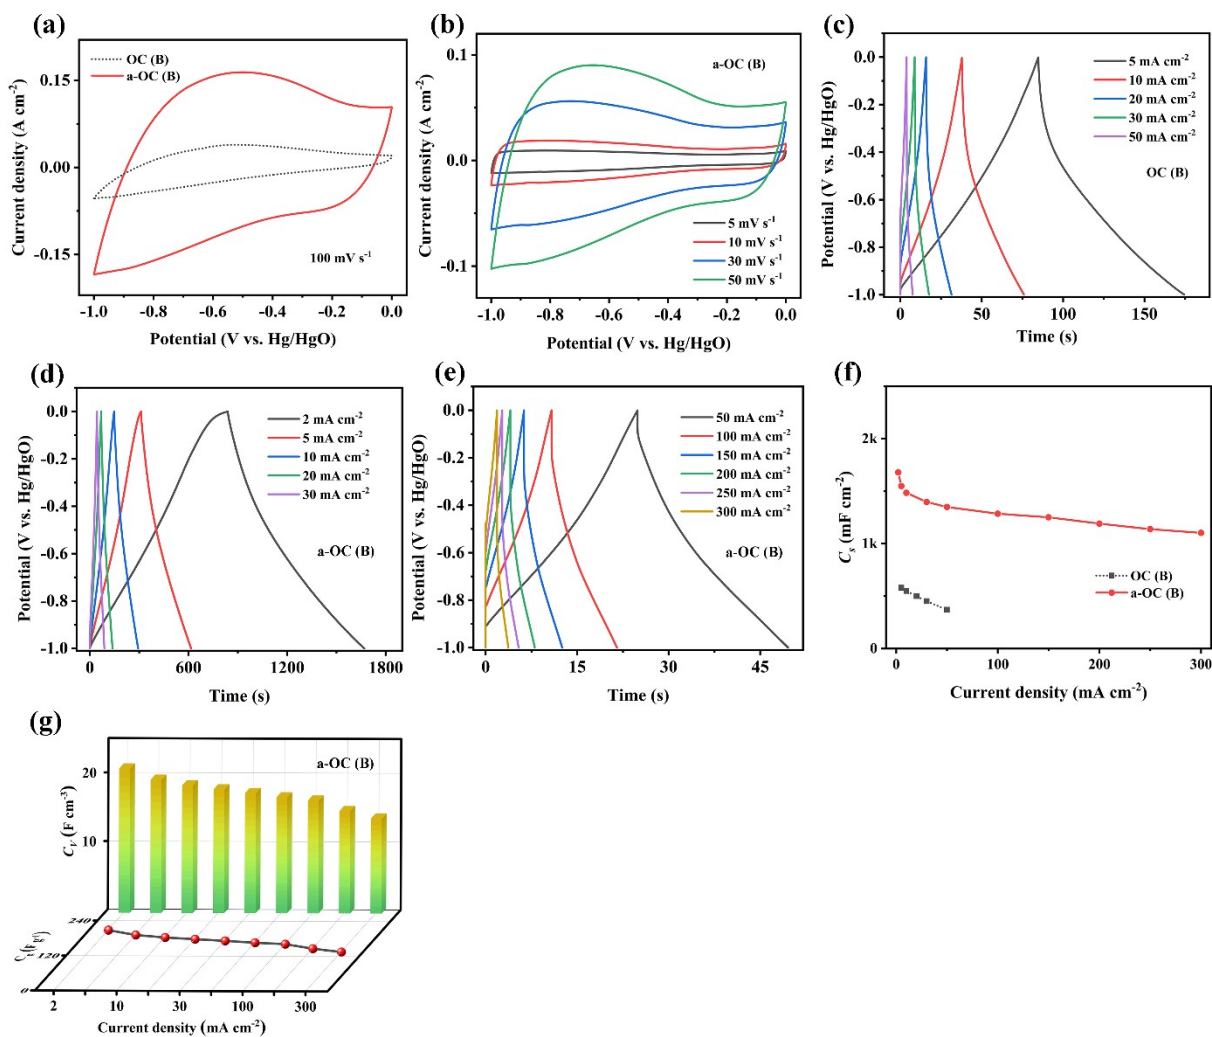 (a)
OC (B)
a-OC (B)
0.15
0.00
-0.15
Current density (A cm⁻²)
100 mV s⁻¹
-1.0 -0.8 -0.6 -0.4 -0.2 0.0
Potential (V vs. Hg/HgO)
(b)
a-OC (B)
0.1
0.0
-0.1
Current density (A cm⁻²)
5 mV s⁻¹
10 mV s⁻¹
30 mV s⁻¹
50 mV s⁻¹
-1.0 -0.8 -0.6 -0.4 -0.2 0.0
Potential (V vs. Hg/HgO)
(c)
0.0
-0.2
-0.4
-0.6
-0.8
-1.0
Potential (V vs. Hg/HgO)
5 mA cm⁻²
10 mA cm⁻²
20 mA cm⁻²
30 mA cm⁻²
50 mA cm⁻²
OC (B)
0 50 100 150
Time (s)
(d)
0.0
-0.2
-0.4
-0.6
-0.8
-1.0
Potential (V vs. Hg/HgO)
2 mA cm⁻²
5 mA cm⁻²
10 mA cm⁻²
20 mA cm⁻²
30 mA cm⁻²
a-OC (B)
0 600 1200 1800
Time (s)
(e)
0.0
-0.2
-0.4
-0.6
-0.8
-1.0
Potential (V vs. Hg/HgO)
50 mA cm⁻²
100 mA cm⁻²
150 mA cm⁻²
200 mA cm⁻²
250 mA cm⁻²
300 mA cm⁻²
a-OC (B)
0 15 30 45
Time (s)
(f)
2k
1k
0
Cₛ (mF cm⁻²)
OC (B)
a-OC (B)
0 100 200 300
Current density (mA cm⁻²)
(g)
a-OC (B)
20
10
C_V (F cm⁻³)
240
120
0
2 10 30 100 300
Current density (mA cm⁻²)